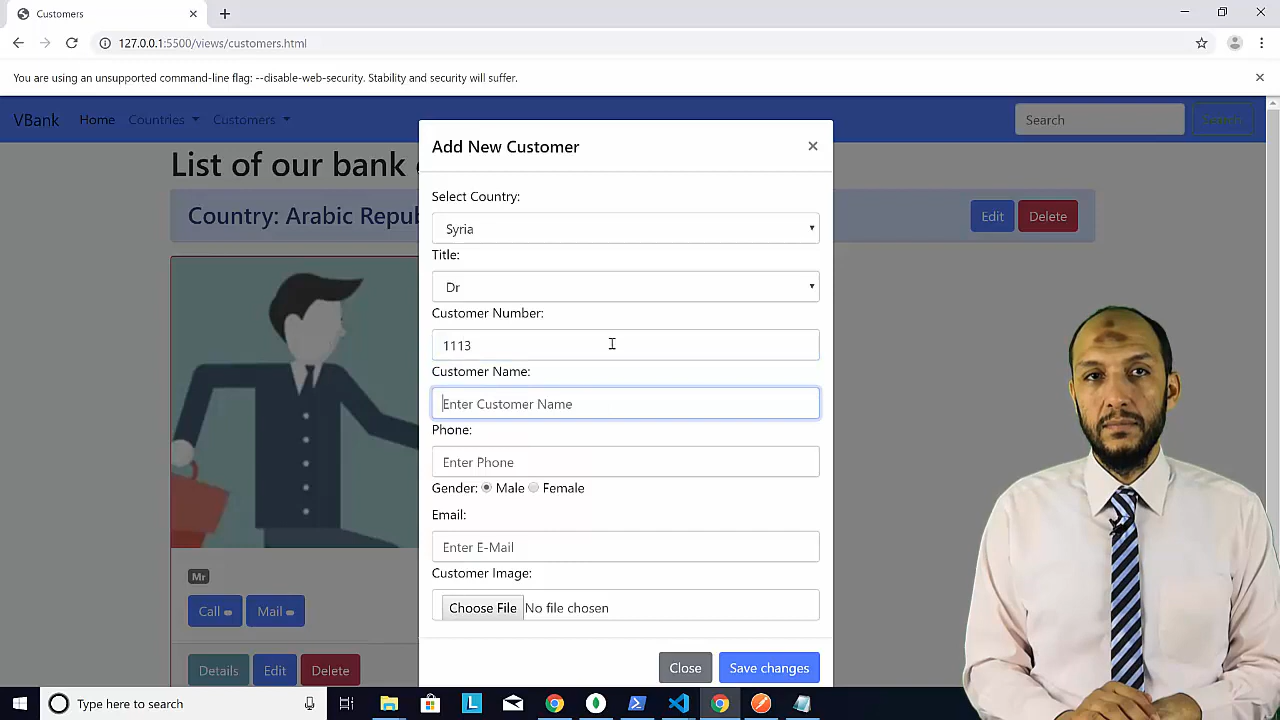 Customers
127.0.0.1:5500/views/customers.html
You are using an unsupported command-line flag: --disable-web-security. Stability and security will suffer.
VBank Home Countries Customers Search Search
List of our bank
Country: Arabic Repu Edit Delete
Add New Customer
Select Country:
Syria
Title:
Dr
Customer Number:
1113
Customer Name:
Enter Customer Name
Phone:
Enter Phone
Gender: Male Female
Email:
Enter E-Mail
Customer Image:
Choose File No file chosen
Close Save changes
Mr
Call Mail
Details Edit Delete
Type here to search